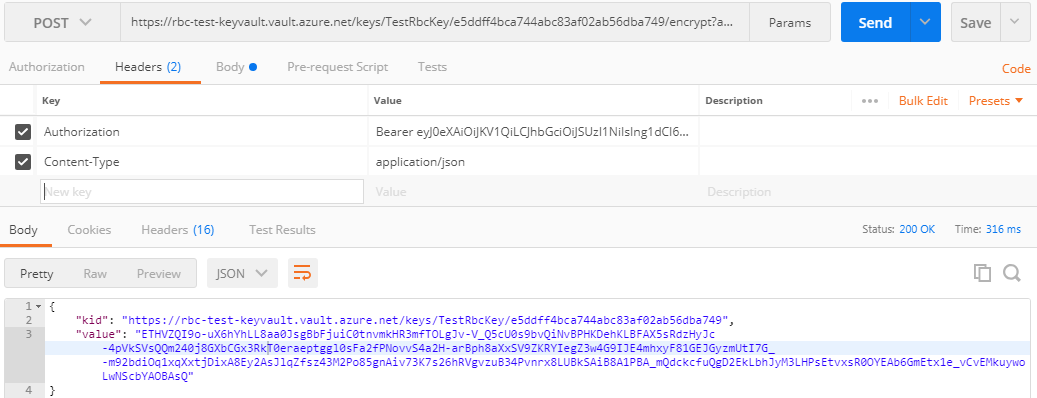 POST https://rbc-test-keyvault.vault.azure.net/keys/TestRbcKey/e5ddff4bca744abc83af02ab56dba749/encrypt?a... Params Send Save
Authorization Headers (2) Body Pre-request Script Tests Code
Key Value Description ••• Bulk Edit Presets
Authorization Bearer eyJ0eXAiOiJKV1QiLCJhbGciOiJSUzI1NiIsIng1dCI6...
Content-Type application/json
New key Value Description
Body Cookies Headers (16) Test Results Status: 200 OK Time: 316 ms
Pretty Raw Preview JSON
1 {
2 "kid": "https://rbc-test-keyvault.vault.azure.net/keys/TestRbcKey/e5ddff4bca744abc83af02ab56dba749",
3 "value": "ETHVZQI9o-uX6hYhLL8aa0JsgBbFjuiC0tnvmkHR3mfTOLgJv-V_Q5cU0s9bvQiNvBPHKDehKLBFAX5sRdzHyJc
-4pVkSVsQQm240j8GXbCGx3RkT0eraeptggl0sFa2fPNovvS4a2H-arBph8aXxSV9ZKRYIegZ3w4G9IJE4mhxyF81GEJGyzmUtI7G_
-m92bdiOq1xqXxtjDixA8Ey2AsJlqZfsz43M2Po85gnAiv73K7s26hRVgvzuB34Pvnrx8LUBkSAiB8A1PBA_mQdckcfuQgD2EkLbhJyM3LHPsEtvxsR0OYEAb6GmEtx1e_vCvEMkuywo
LwNScbYAOBAsQ"
4 }